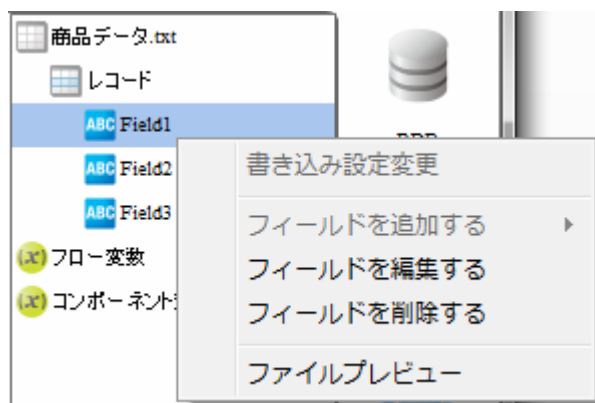 商品データ.txt
レコード
ABC Field1
ABC Field2
ABC Field3
(x) フロー変数
(x) コンポーネント
書き込み設定変更
フィールドを追加する
フィールドを編集する
フィールドを削除する
ファイルプレビュー